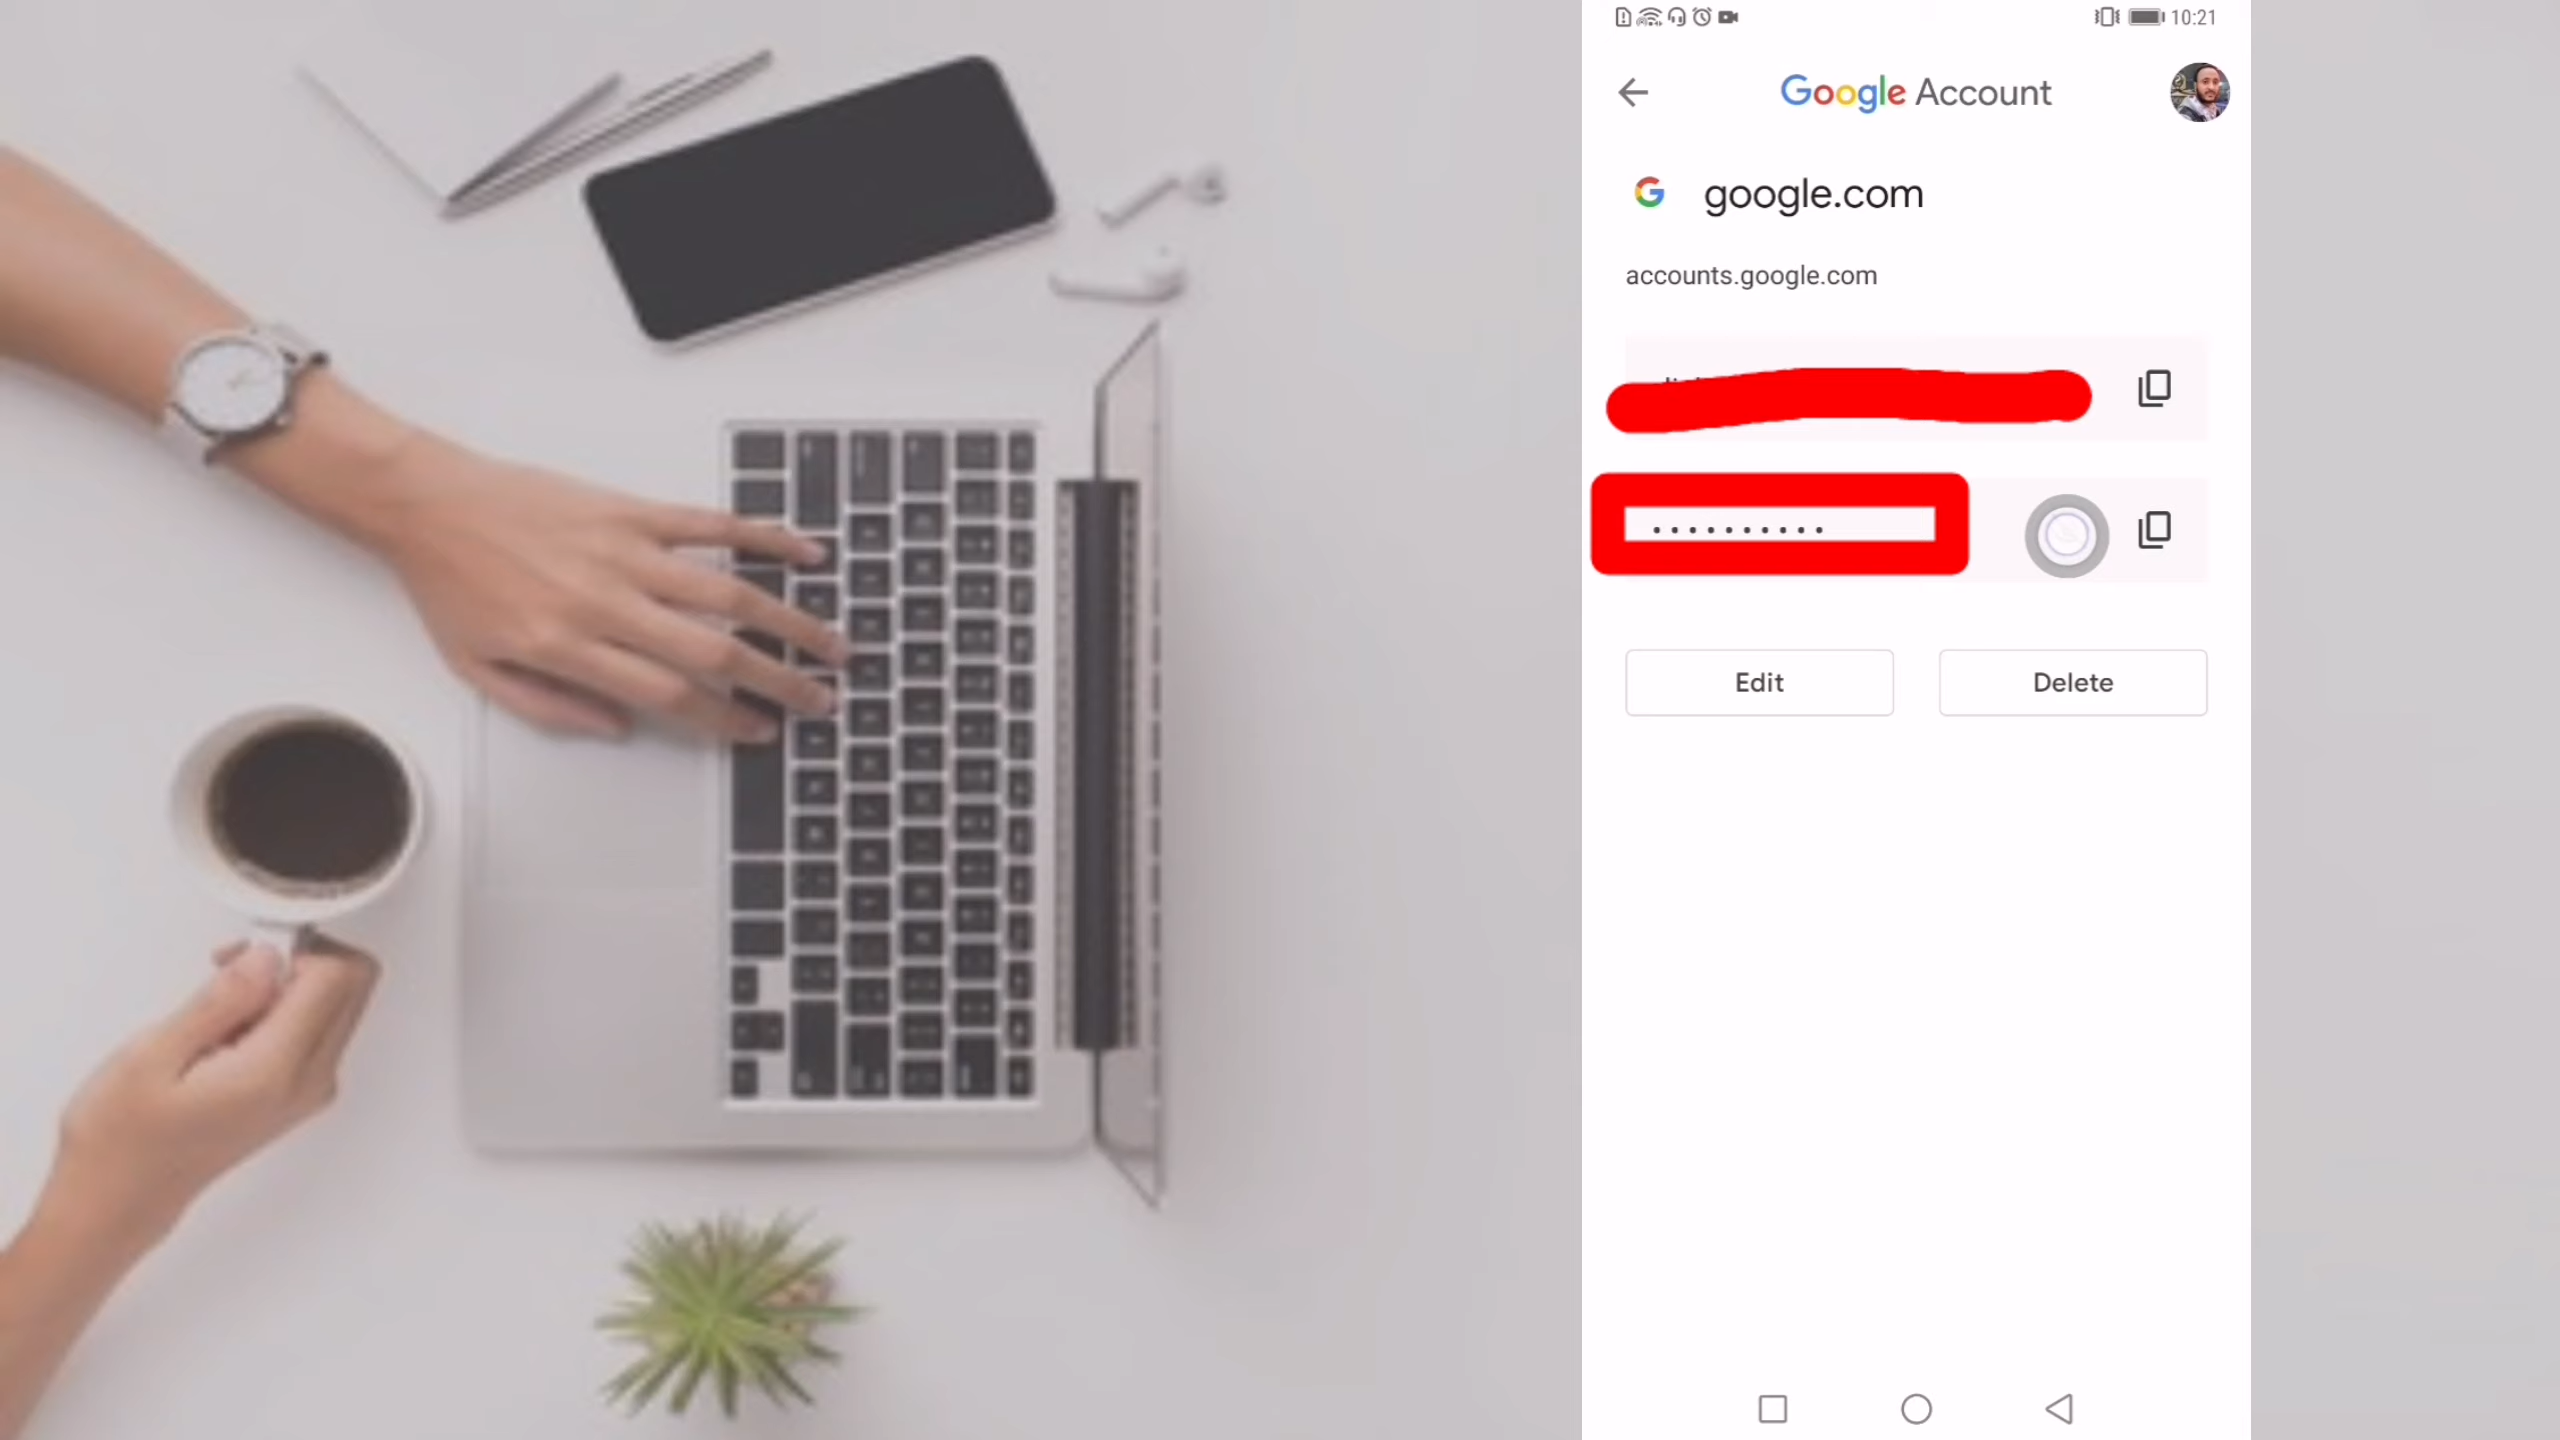 10:21
Google Account
google.com
accounts.google.com
••••••••••
Edit
Delete